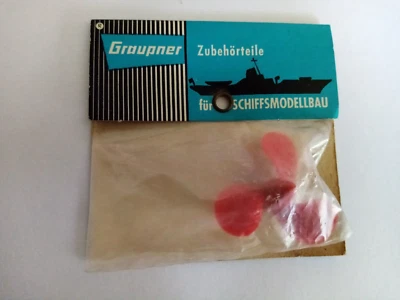 Graupner
Zubehörteile
für SCHIFFSMODELLBAU